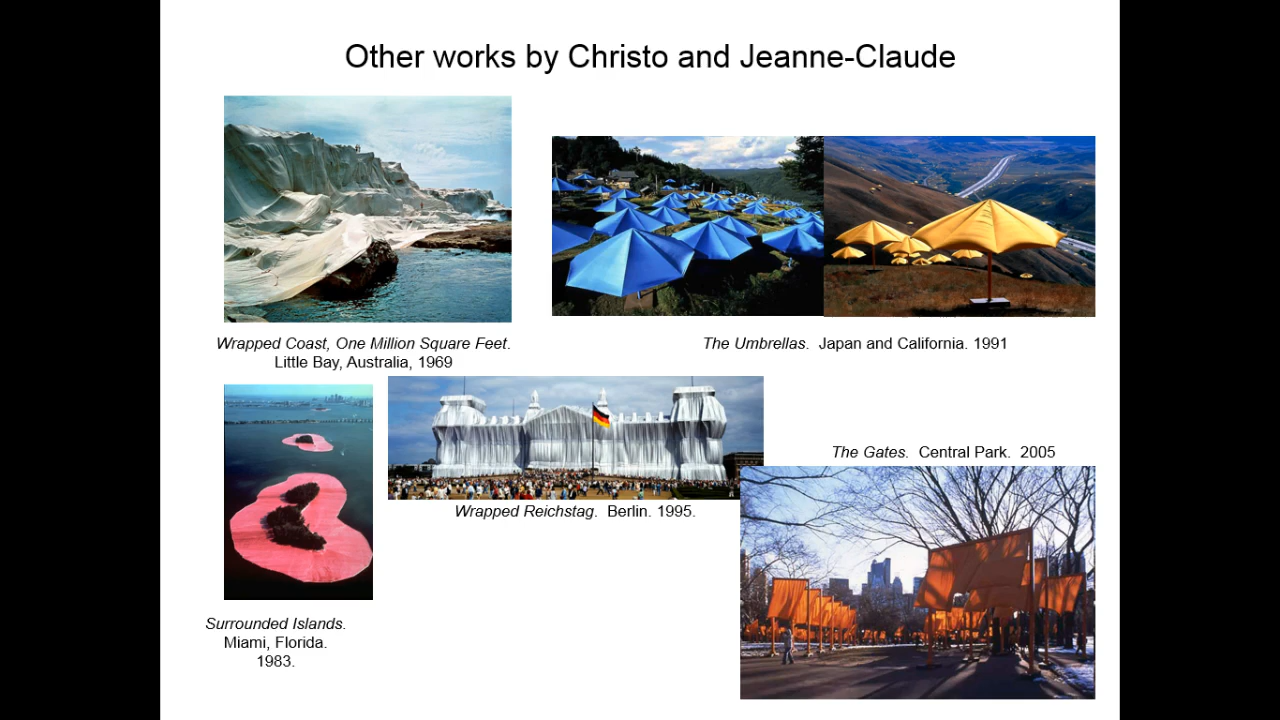 Other works by Christo and Jeanne-Claude
Wrapped Coast, One Million Square Feet.
Little Bay, Australia, 1969
The Umbrellas. Japan and California. 1991
The Gates. Central Park. 2005
Wrapped Reichstag. Berlin. 1995.
Surrounded Islands.
Miami, Florida.
1983.